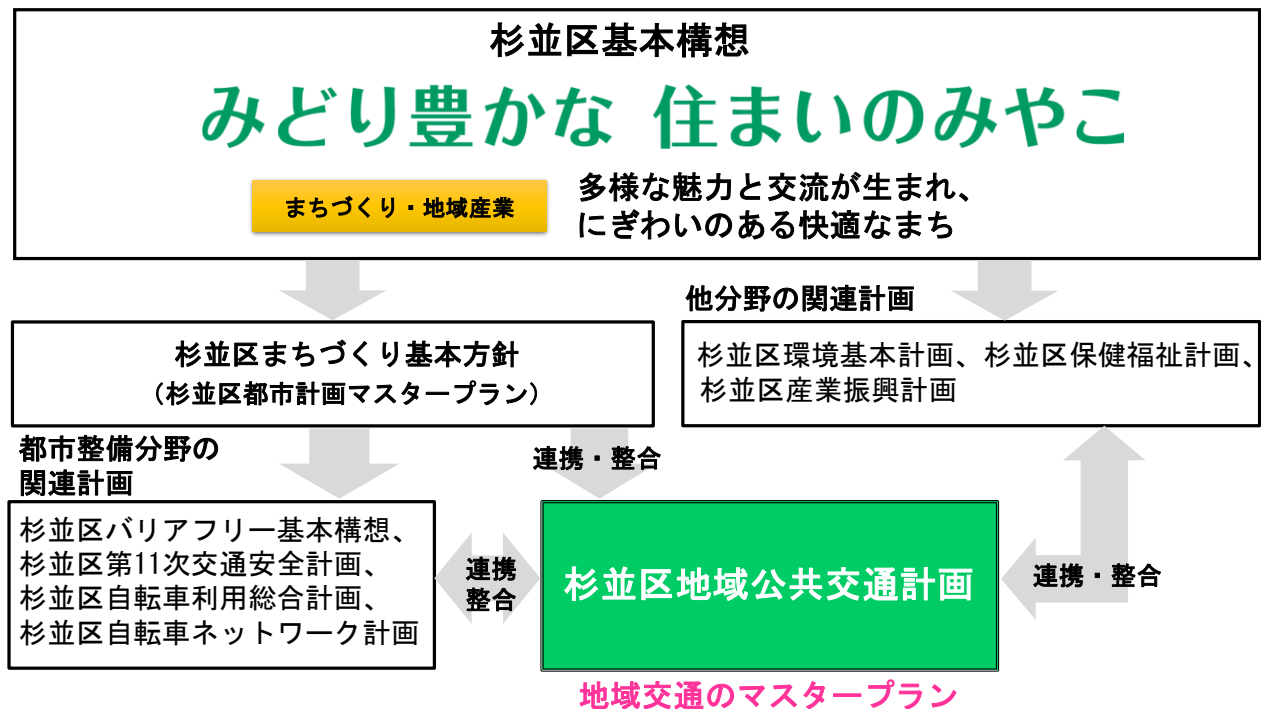 杉並区基本構想
みどり豊かな 住まいのみやこ
まちづくり・地域産業
多様な魅力と交流が生まれ、
にぎわいのある快適なまち
杉並区まちづくり基本方針
(杉並区都市計画マスタープラン)
他分野の関連計画
杉並区環境基本計画、杉並区保健福祉計画、
杉並区産業振興計画
都市整備分野の
関連計画
連携・整合
杉並区バリアフリー基本構想、
杉並区第11次交通安全計画、
杉並区自転車利用総合計画、
杉並区自転車ネットワーク計画
連携
整合
杉並区地域公共交通計画
連携・整合
地域交通のマスタープラン